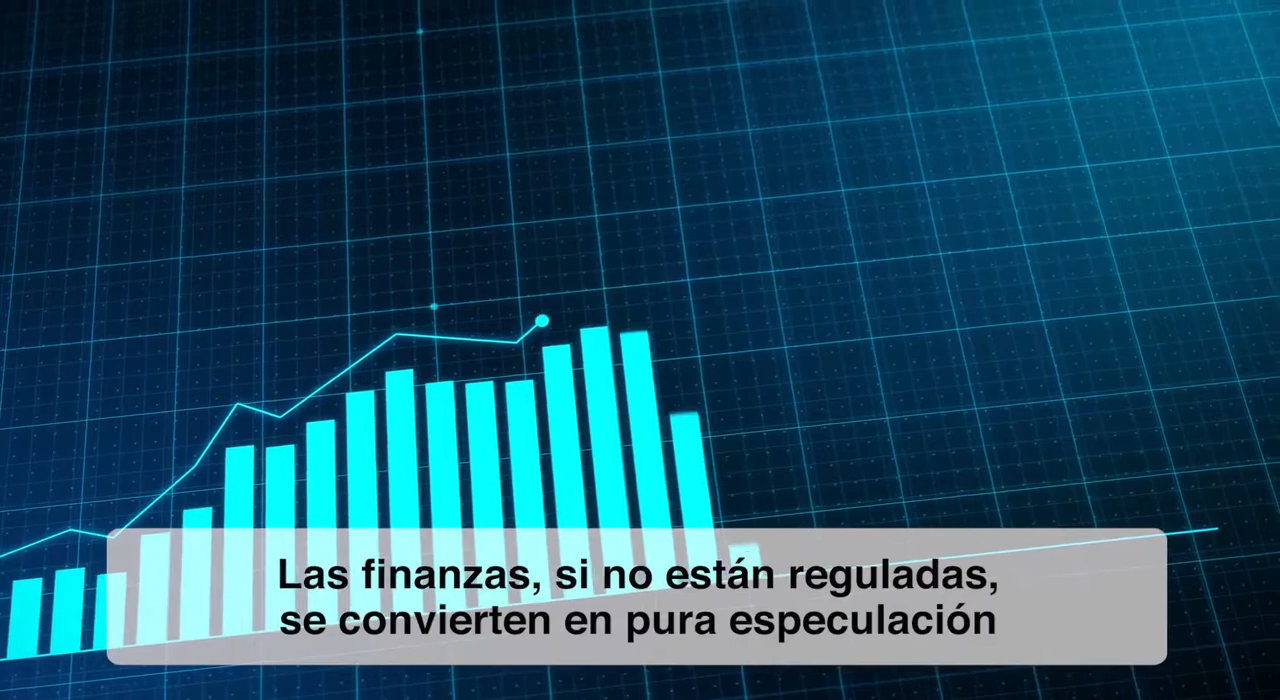 Las finanzas, si no están reguladas,
se convierten en pura especulación